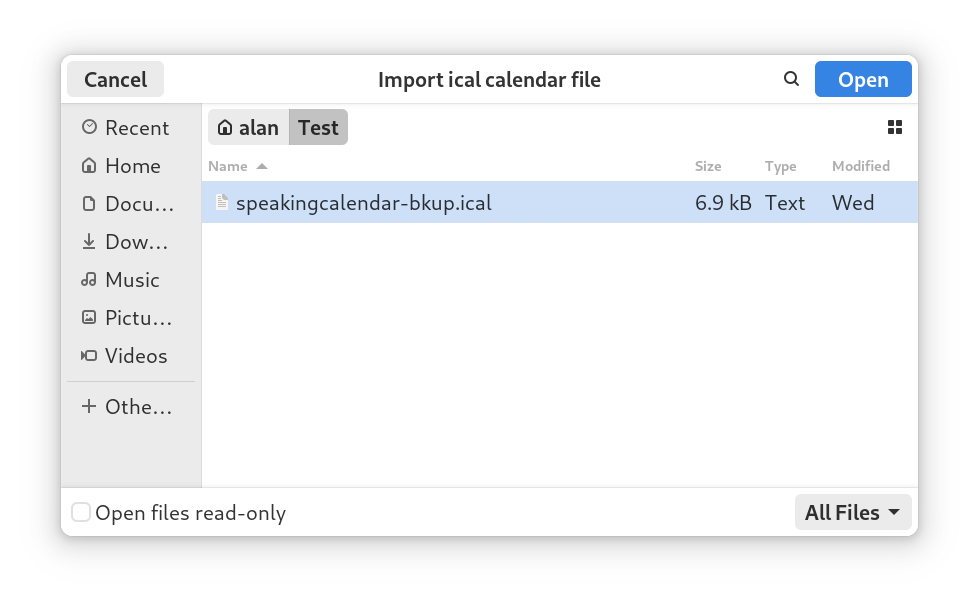 Cancel Import ical calendar file Open
Recent
Home
Docu...
Dow...
Music
Pictu...
Videos
Othe...
alan Test
Name Size Type Modified
speakingcalendar-bkup.ical 6.9 kB Text Wed
Open files read-only All Files